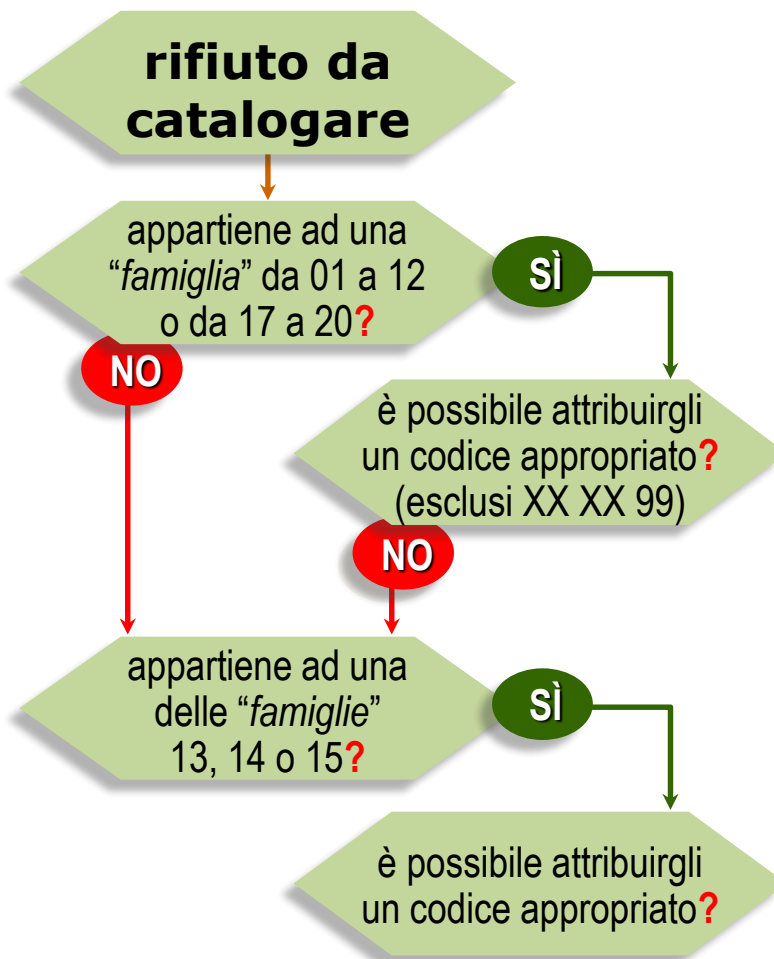 rifiuto da
catalogare
appartiene ad una
“famiglia” da 01 a 12
o da 17 a 20?
SÌ
NO
è possibile attribuirgli
un codice appropriato?
(esclusi XX XX 99)
NO
appartiene ad una
delle “famiglie”
13, 14 o 15?
SÌ
è possibile attribuirgli
un codice appropriato?